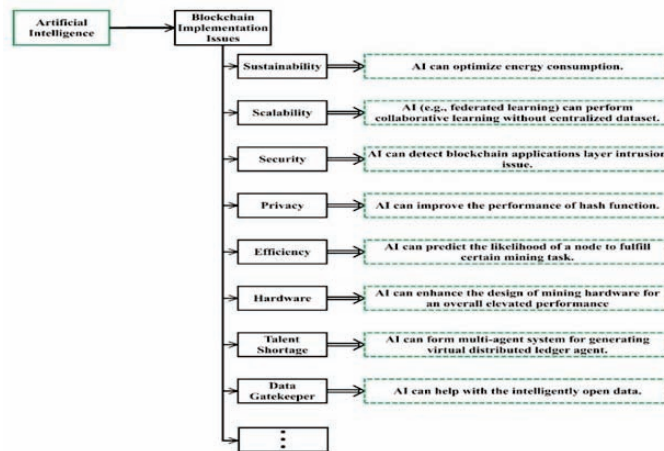 Artificial
Intelligence
Blockchain
Implementation
Issues
Sustainability
AI can optimize energy consumption.
Scalability
AI (e.g., federated learning) can perform
collaborative learning without centralized dataset.
Security
AI can detect blockchain applications layer intrusion
issue.
Privacy
AI can improve the performance of hash function.
Efficiency
AI can predict the likelihood of a node to fulfill
certain mining task.
Hardware
AI can enhance the design of mining hardware for
an overall elevated performance
Talent
Shortage
AI can form multi-agent system for generating
virtual distributed ledger agent.
Data
Gatekeeper
AI can help with the intelligently open data.